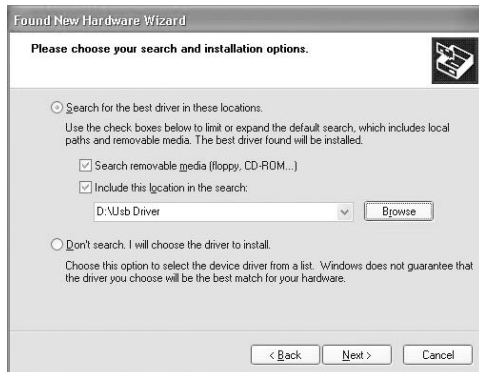 Found New Hardware Wizard
Please choose your search and installation options.
Search for the best driver in these locations.
Use the check boxes below to limit or expand the default search, which includes local
paths and removable media. The best driver found will be installed.
Search removable media (floppy, CD-ROM...)
Include this location in the search:
D:\Usb Driver
Browse
Don't search. I will choose the driver to install.
Choose this option to select the device driver from a list. Windows does not guarantee that
the driver you choose will be the best match for your hardware.
< Back
Next >
Cancel